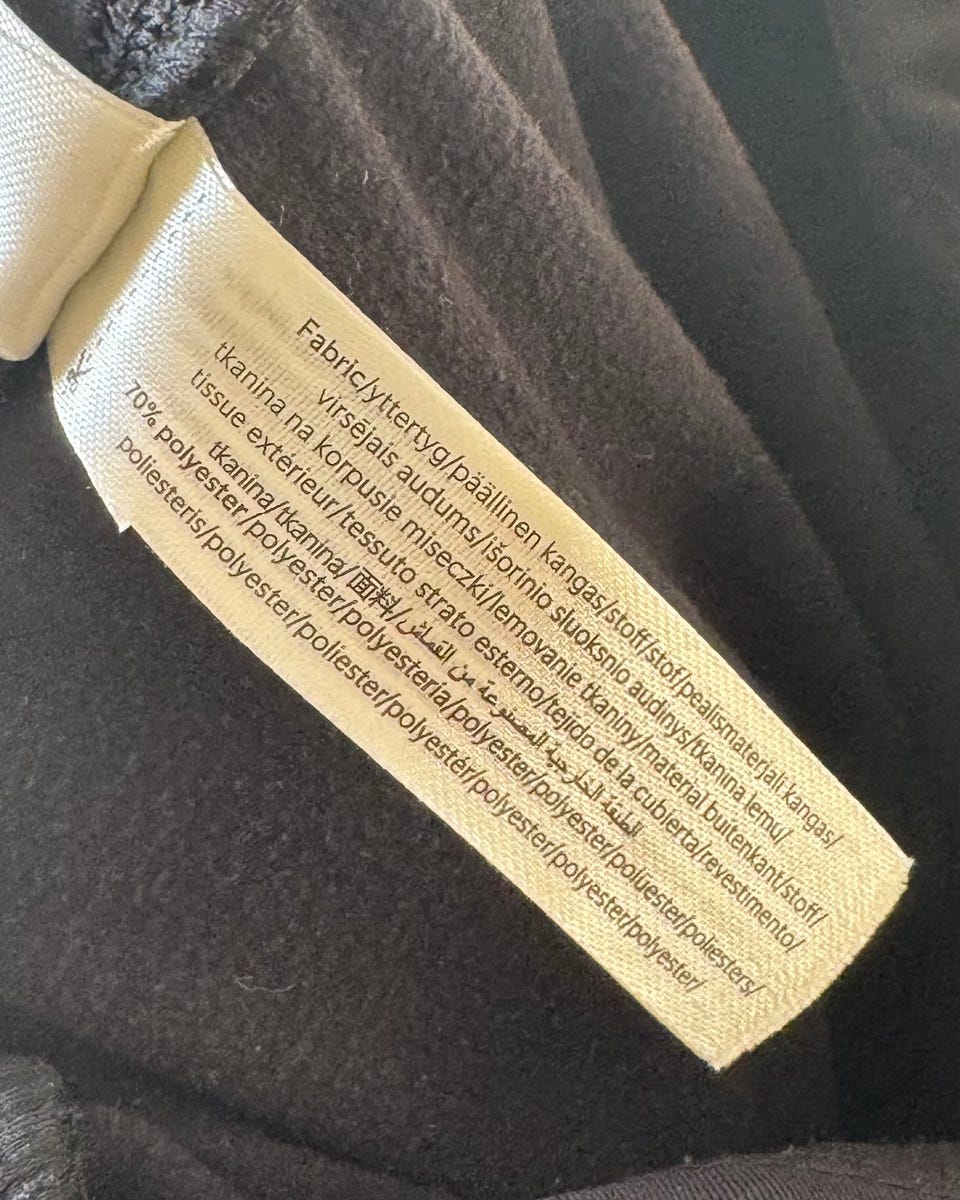 Fabric/yttertyg/päällinen kangas/stoff/stof/pealismaterjali kangas/
virsējais audums/išorinio sluoksnio audinys/tkanina lemu/
tkanina na korpusie miseczki/lemovanie tkaniny/material buitenkant/stoff/
tissue extérieur/tessuto strato esterno/tejido de la cubierta/revestimento/
tkanina/tkanina/面料/الطبقة الخارجية المصنوعة من القماش
70% polyester/polyester/polyesteria/polyester/polyester/polüester/poliesters/
poliesteris/polyester/poliester/polyestér/polyester/polyester/polyester/